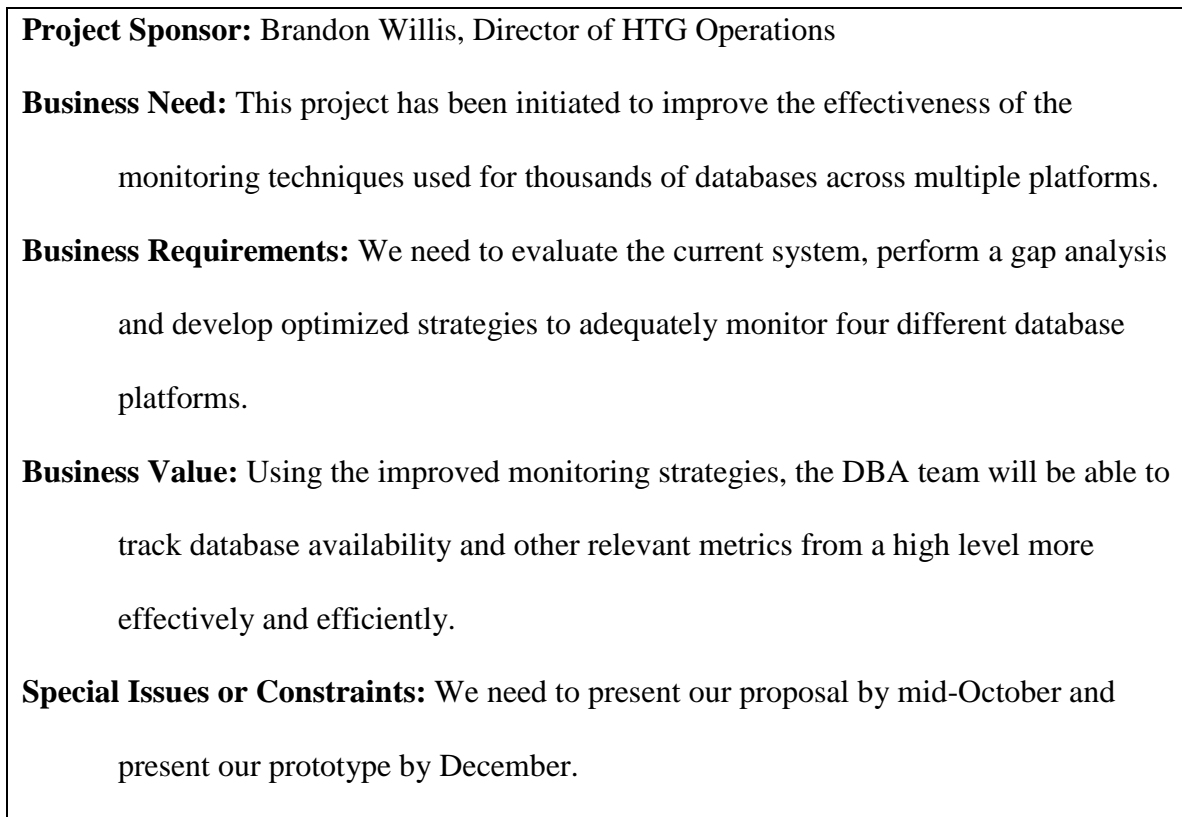 Project Sponsor: Brandon Willis, Director of HTG Operations
Business Need: This project has been initiated to improve the effectiveness of the
monitoring techniques used for thousands of databases across multiple platforms.
Business Requirements: We need to evaluate the current system, perform a gap analysis
and develop optimized strategies to adequately monitor four different database
platforms.
Business Value: Using the improved monitoring strategies, the DBA team will be able to
track database availability and other relevant metrics from a high level more
effectively and efficiently.
Special Issues or Constraints: We need to present our proposal by mid-October and
present our prototype by December.